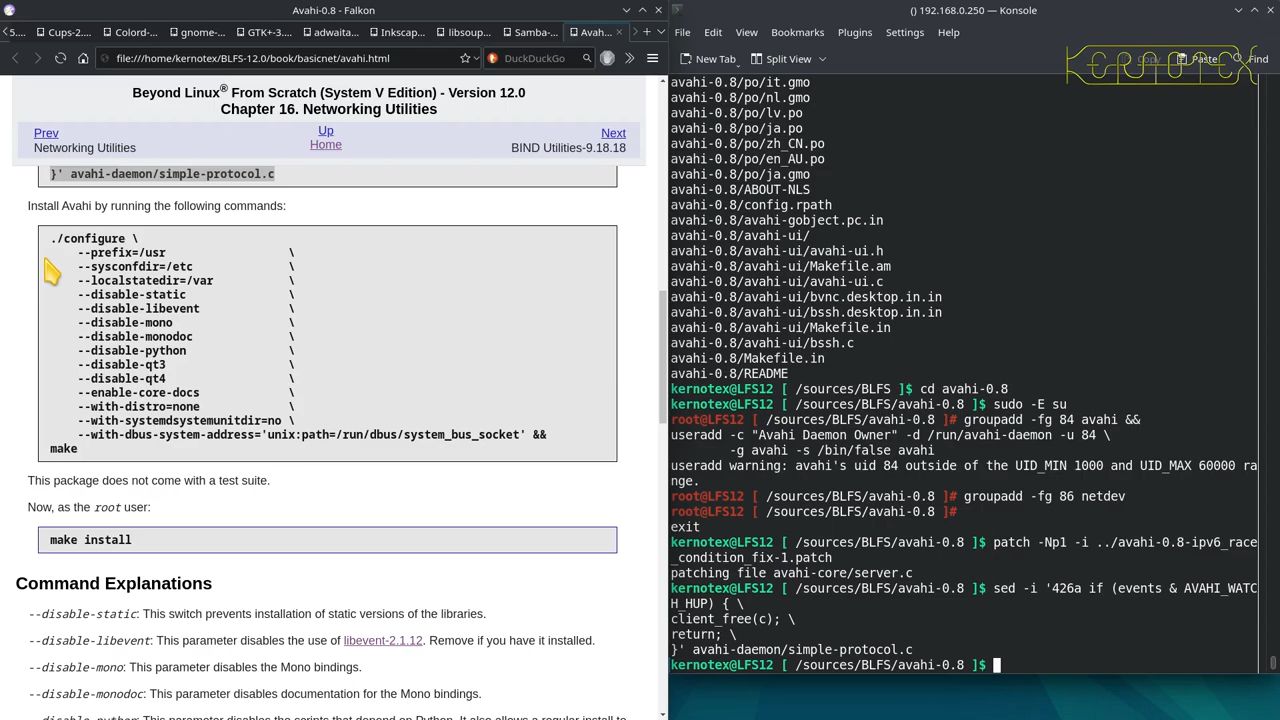 Avahi-0.8 - Falkon
5....
Cups-2....
Colord-...
gnome-...
GTK+-3....
adwaita...
Inkscap...
libsoup...
Samba-...
Avah...
file:///home/kernotex/BLFS-12.0/book/basicnet/avahi.html
DuckDuckGo
Beyond Linux® From Scratch (System V Edition) - Version 12.0
Chapter 16. Networking Utilities
Prev
Up
Next
Networking Utilities
Home
BIND Utilities-9.18.18
}' avahi-daemon/simple-protocol.c
Install Avahi by running the following commands:
./configure \
--prefix=/usr \
--sysconfdir=/etc \
--localstatedir=/var \
--disable-static \
--disable-libevent \
--disable-mono \
--disable-monodoc \
--disable-python \
--disable-qt3 \
--disable-qt4 \
--enable-core-docs \
--with-distro=none \
--with-systemdsystemunitdir=no \
--with-dbus-system-address='unix:path=/run/dbus/system_bus_socket' &&
make
This package does not come with a test suite.
Now, as the root user:
make install
Command Explanations
--disable-static: This switch prevents installation of static versions of the libraries.
--disable-libevent: This parameter disables the use of libevent-2.1.12. Remove if you have it installed.
--disable-mono: This parameter disables the Mono bindings.
--disable-monodoc: This parameter disables documentation for the Mono bindings.
--disable-python: This parameter disables the scripts that depend on Python. It also allows a regular install to
() 192.168.0.250 — Konsole
File Edit View Bookmarks Plugins Settings Help
New Tab Split View Copy Paste Find
KERNOTEX
avahi-0.8/po/it.gmo
avahi-0.8/po/nl.gmo
avahi-0.8/po/lv.po
avahi-0.8/po/ja.po
avahi-0.8/po/zh_CN.po
avahi-0.8/po/en_AU.po
avahi-0.8/po/ja.gmo
avahi-0.8/ABOUT-NLS
avahi-0.8/config.rpath
avahi-0.8/avahi-gobject.pc.in
avahi-0.8/avahi-ui/
avahi-0.8/avahi-ui/avahi-ui.h
avahi-0.8/avahi-ui/Makefile.am
avahi-0.8/avahi-ui/avahi-ui.c
avahi-0.8/avahi-ui/bvnc.desktop.in.in
avahi-0.8/avahi-ui/bssh.desktop.in.in
avahi-0.8/avahi-ui/Makefile.in
avahi-0.8/avahi-ui/bssh.c
avahi-0.8/Makefile.in
avahi-0.8/README
kernotex@LFS12 [ /sources/BLFS ]$ cd avahi-0.8
kernotex@LFS12 [ /sources/BLFS/avahi-0.8 ]$ sudo -E su
root@LFS12 [ /sources/BLFS/avahi-0.8 ]# groupadd -fg 84 avahi &&
useradd -c "Avahi Daemon Owner" -d /run/avahi-daemon -u 84 \
-g avahi -s /bin/false avahi
useradd warning: avahi's uid 84 outside of the UID_MIN 1000 and UID_MAX 60000 ra
nge.
root@LFS12 [ /sources/BLFS/avahi-0.8 ]# groupadd -fg 86 netdev
root@LFS12 [ /sources/BLFS/avahi-0.8 ]#
exit
kernotex@LFS12 [ /sources/BLFS/avahi-0.8 ]$ patch -Np1 -i ../avahi-0.8-ipv6_race
_condition_fix-1.patch
patching file avahi-core/server.c
kernotex@LFS12 [ /sources/BLFS/avahi-0.8 ]$ sed -i '426a if (events & AVAHI_WATC
H_HUP) { \
client_free(c); \
return; \
}' avahi-daemon/simple-protocol.c
kernotex@LFS12 [ /sources/BLFS/avahi-0.8 ]$